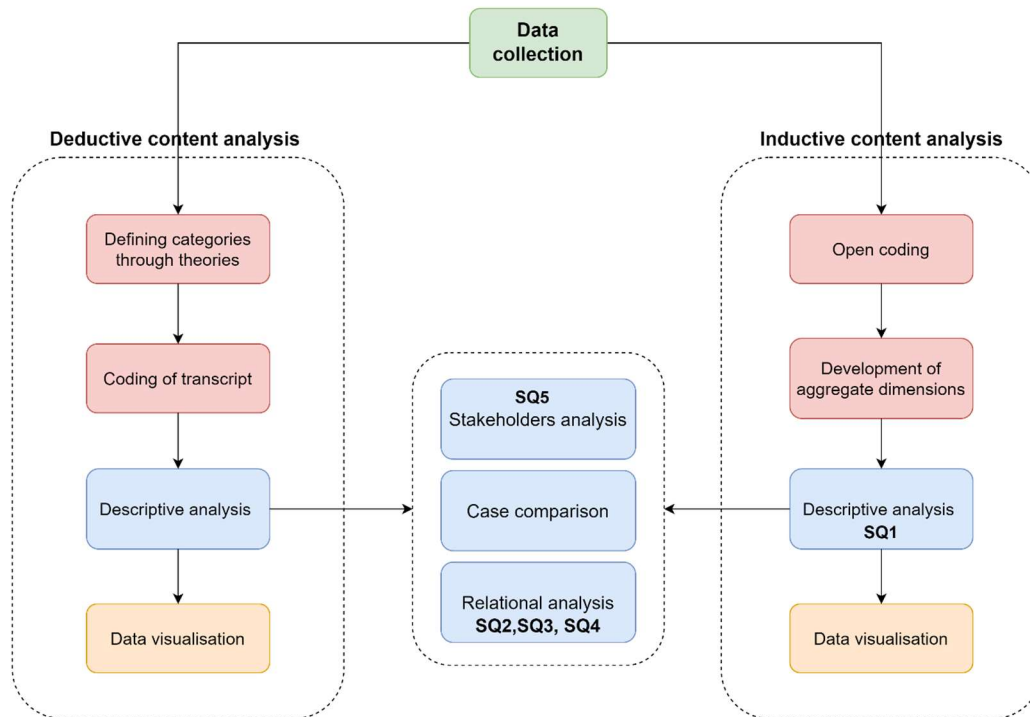 Data
collection
Deductive content analysis
Defining categories
through theories
Coding of transcript
Descriptive analysis
Data visualisation
SQ5
Stakeholders analysis
Case comparison
Relational analysis
SQ2,SQ3, SQ4
Inductive content analysis
Open coding
Development of
aggregate dimensions
Descriptive analysis
SQ1
Data visualisation